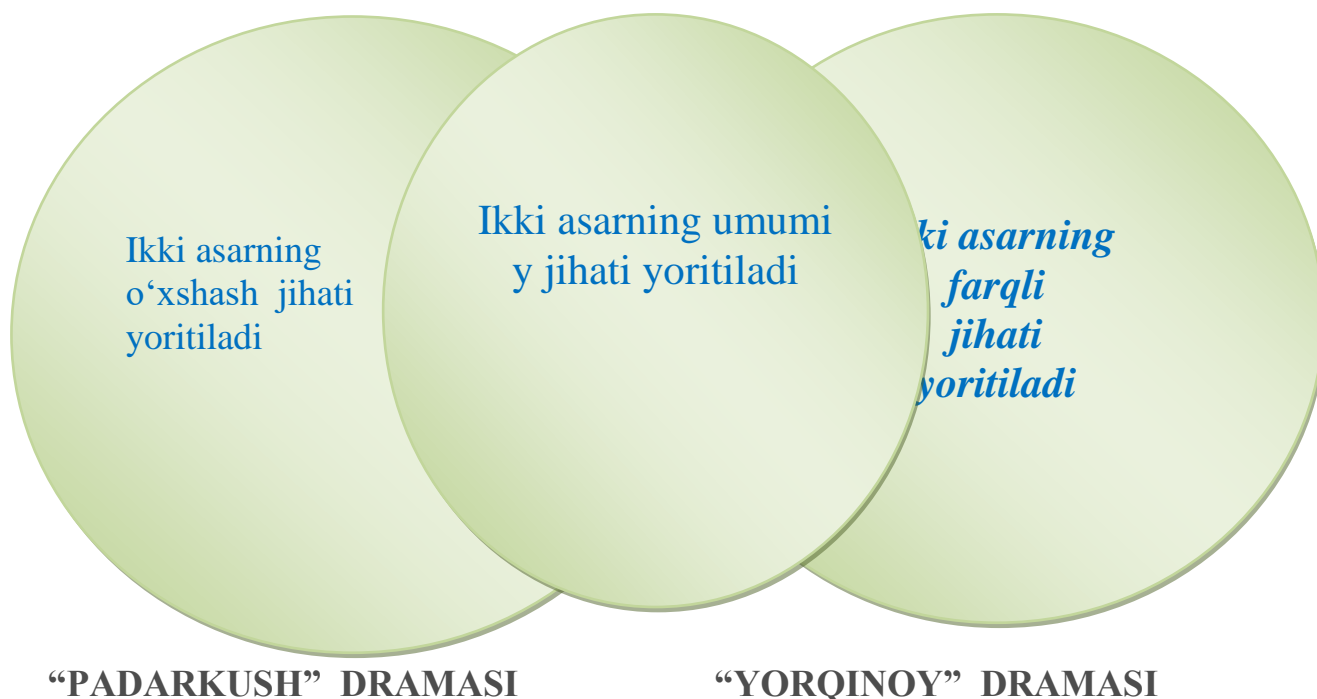 Ikki asarning
o‘xshash jihati
yoritiladi
Ikki asarning umumi
y jihati yoritiladi
ki asarning
farqli
jihati
yoritiladi
“PADARKUSH” DRAMASI
“YORQINOY” DRAMASI